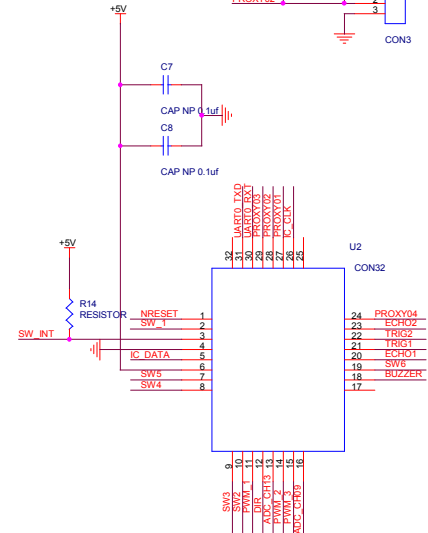 +5V
PROXY02
2
3
CON3
C7
CAP NP 0.1uf
C8
CAP NP 0.1uf
UART0_TXD
UART0_RXT
PROXY03
PROXY02
PROXY01
IC_CLK
32
31
30
29
28
27
26
25
U2
CON32
+5V
R14
RESISTOR
SW_INT
NRESET 1
SW_1 2
3
4
IC_DATA 5
6
SW5 7
SW4 8
24 PROXY04
23 ECHO2
22 TRIG2
21 TRIG1
20 ECHO1
19 SW6
18 BUZZER
17
9
10
11
12
13
14
15
16
SW3
SW2
PWM_1
DIR
ADC_CH13
PWM_2
PWM_3
ADC_CH09